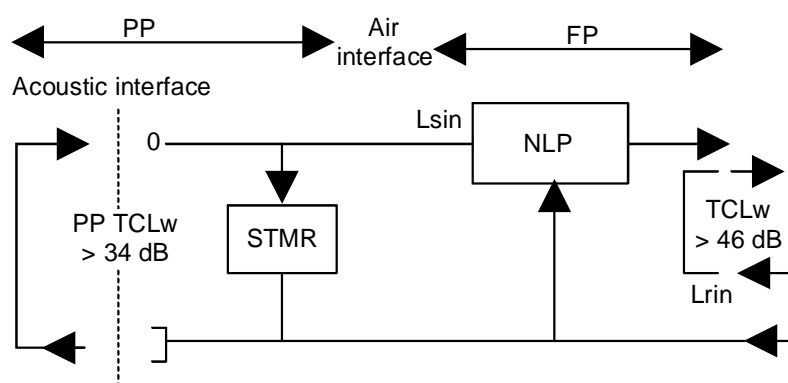 PP
Air
interface
FP
Acoustic interface
0
Lsin
NLP
PP TCLw
> 34 dB
STMR
TCLw
> 46 dB
Lrin